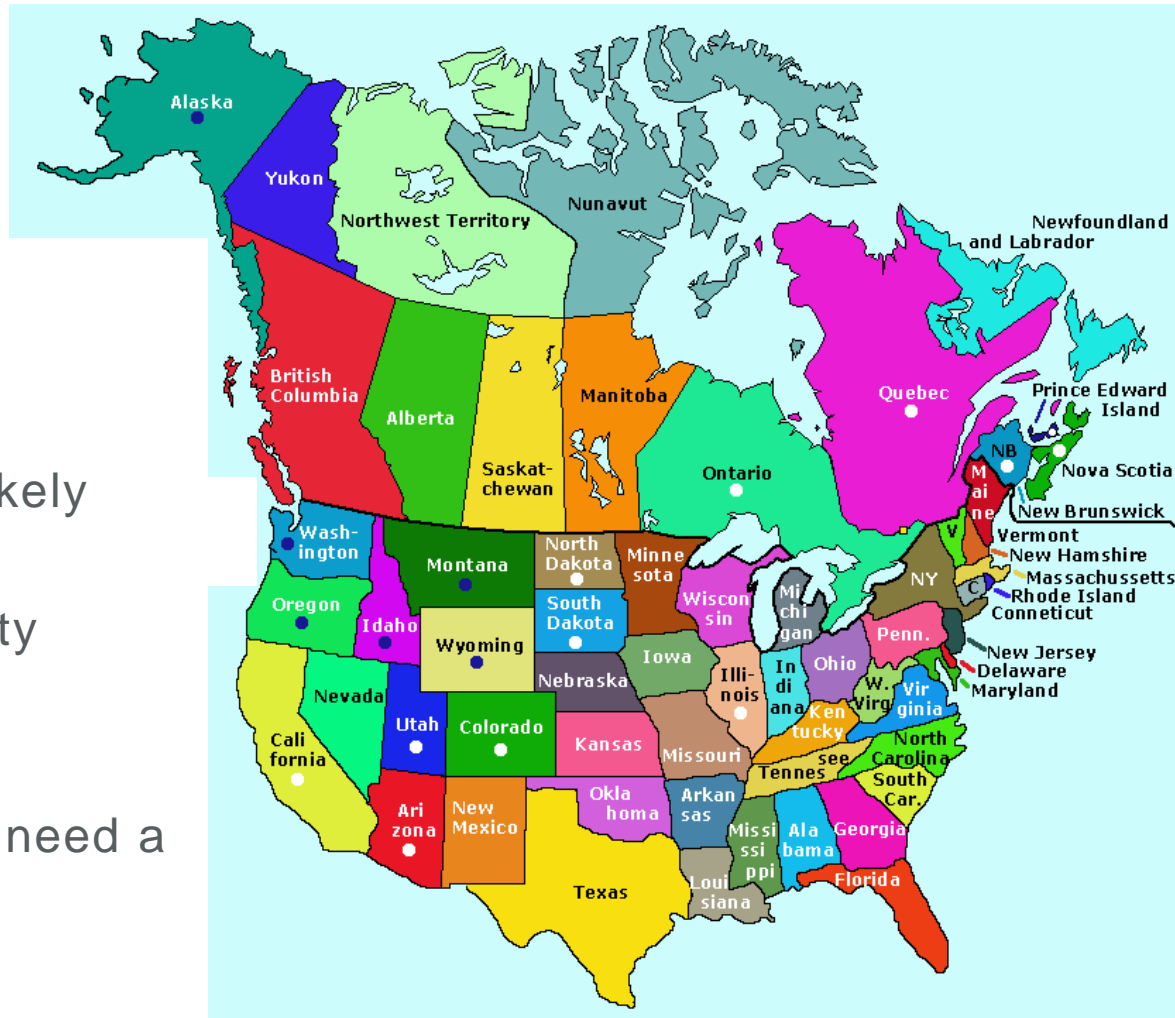 Alaska
Yukon
Northwest Territory
Nunavut
Newfoundland
and Labrador
British
Columbia
Alberta
Saskat-
chewan
Manitoba
Ontario
Quebec
Prince Edward
Island
NB
Nova Scotia
New Brunswick
kely
ty
need a
Wash-
ington
Oregon
Idaho
Montana
Wyoming
North
Dakota
South
Dakota
Minne
sota
Wiscon
sin
Mi
chi
gan
NY
V
M
ai
ne
Vermont
New Hamshire
Massachussetts
C
Rhode Island
Conneticut
Penn.
New Jersey
Delaware
Maryland
Nevada
Utah
Colorado
Nebraska
Iowa
Illi-
nois
In
di
ana
Ohio
W.
Virg
Vir
ginia
Cali
fornia
Kansas
Missouri
Ken
tucky
Tennes
see
North
Carolina
South
Car.
Ari
zona
New
Mexico
Okla
homa
Arkan
sas
Missi
ssi
ppi
Ala
bama
Georgia
Texas
Loui
siana
Florida